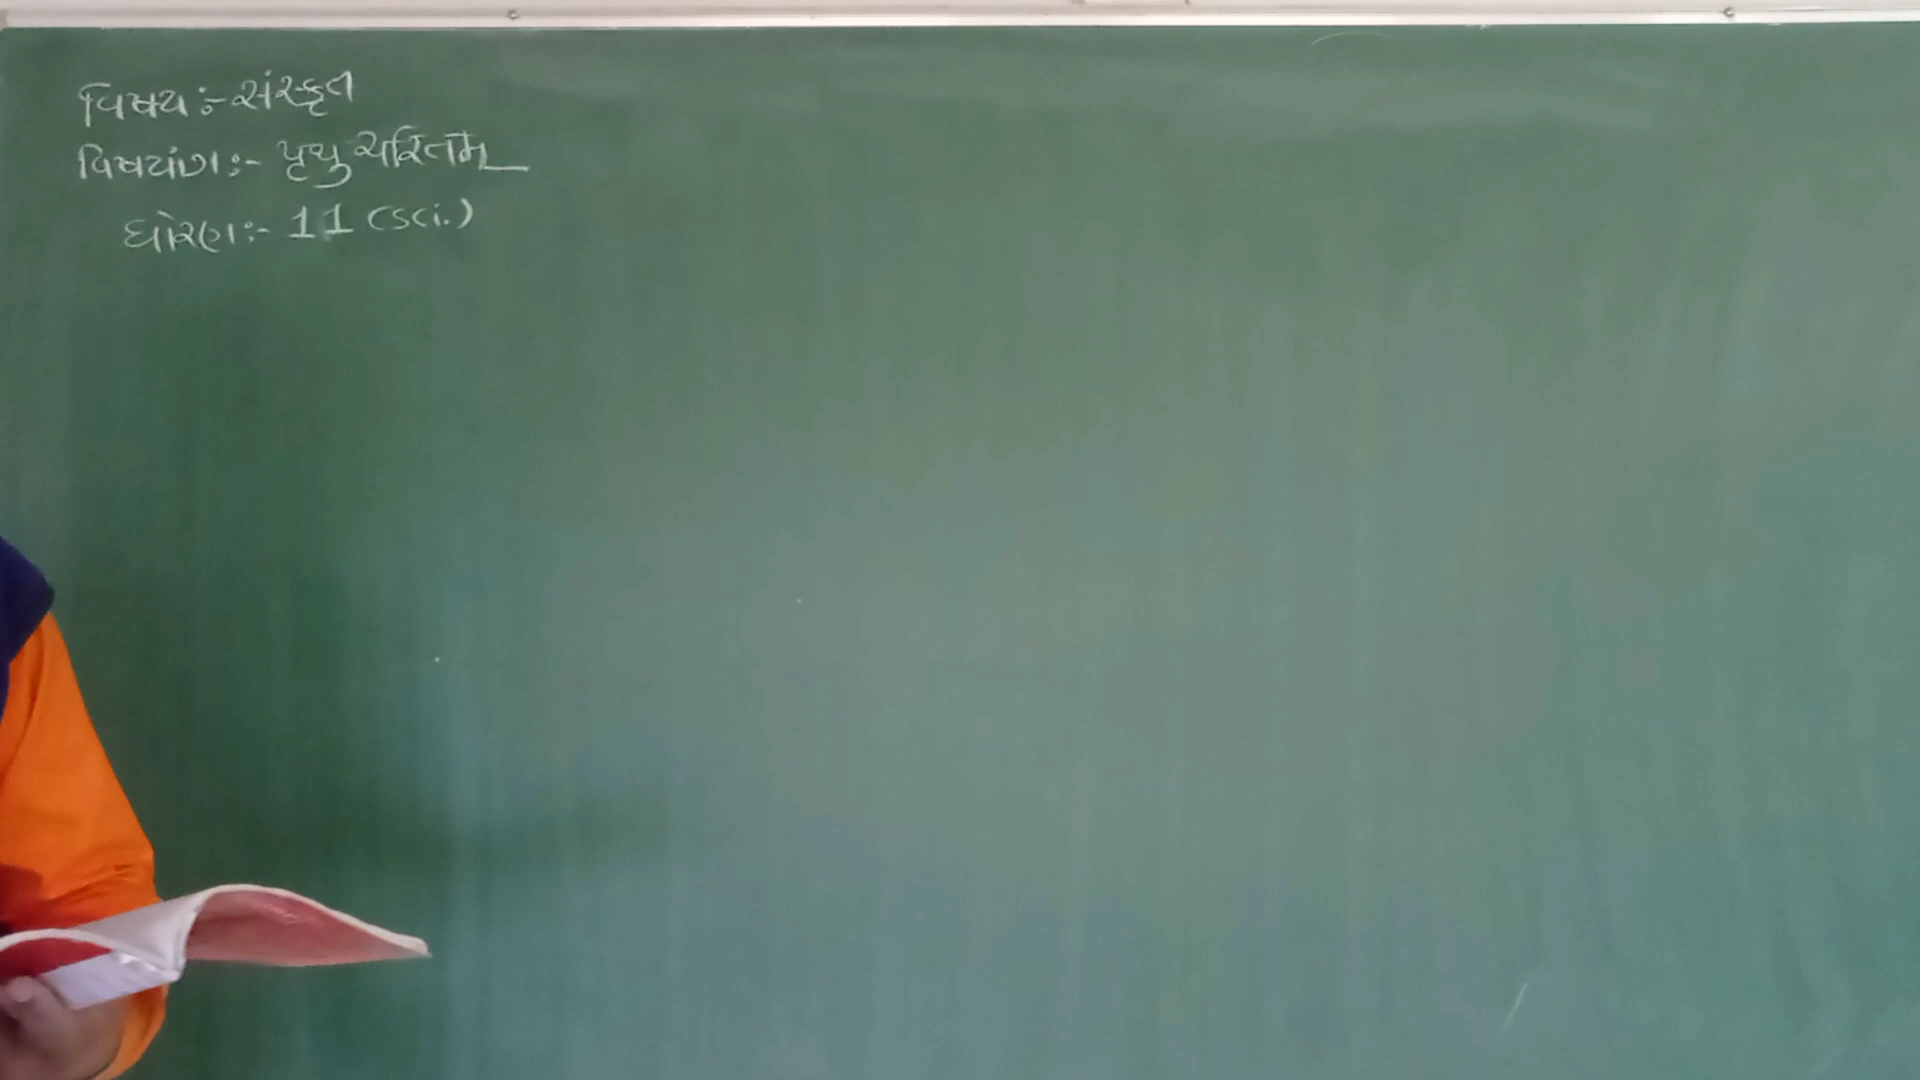 વિષય :- સંસ્કૃત
વિષયાંગ :- પૃથુચરિતમ્
ધોરણ :- 11 (sci.)